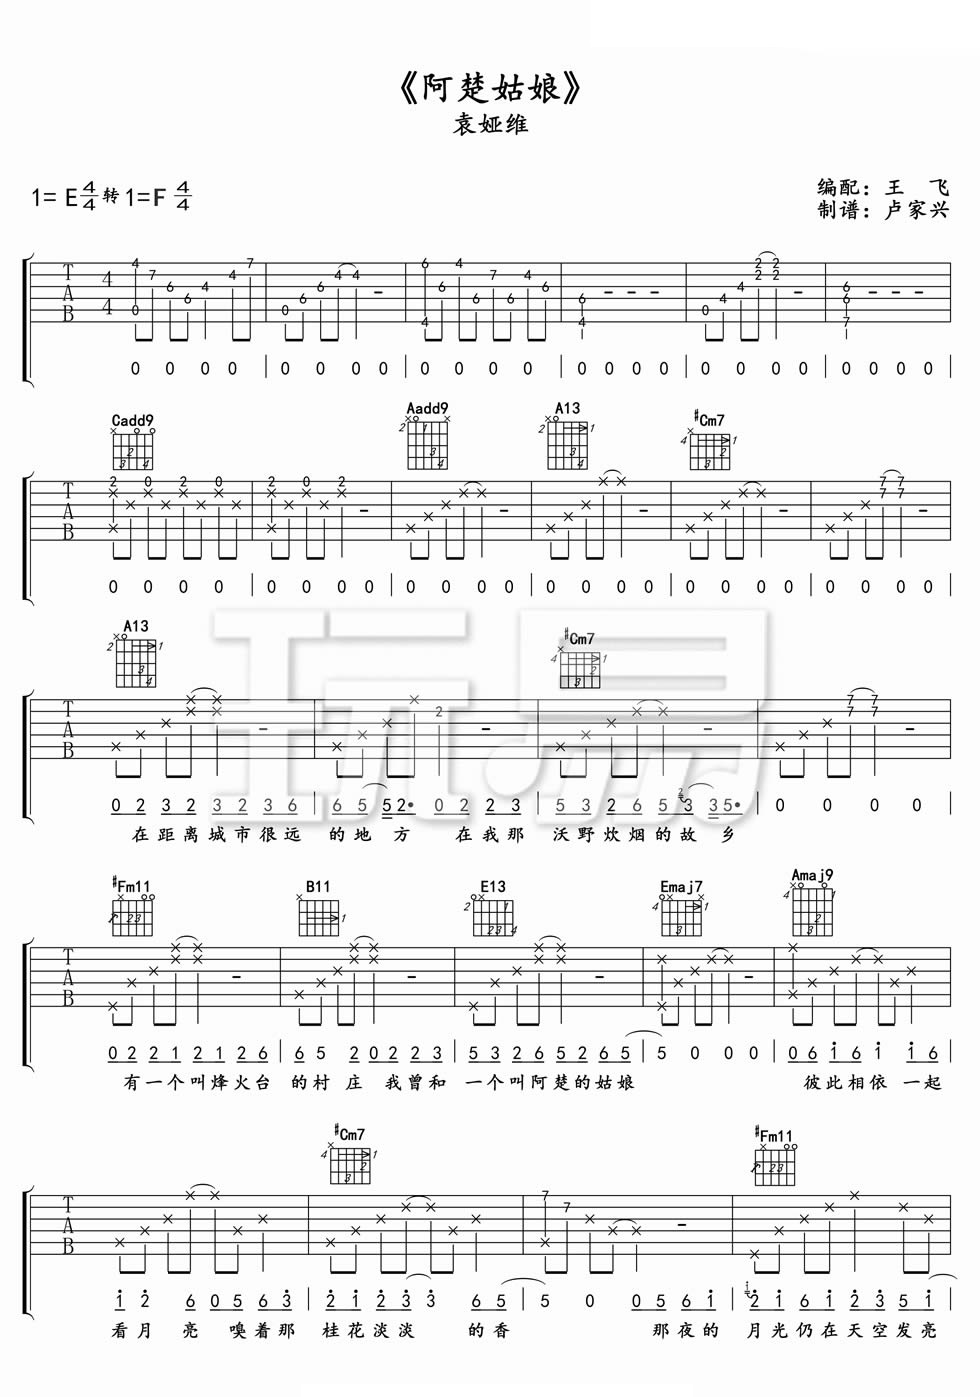 《阿楚姑娘》
袁娅维
1= E 4/4 转 1=F 4/4
编配：王 飞
制谱：卢家兴
T A B 4 4
0 0 0 0 0 0 0 0 0 0 0 0 0 0 0 0 0 0 0 0 0 0 0 0
Cadd9 Aadd9 A13 #Cm7
T A B
0 0 0 0 0 0 0 0 0 0 0 0 0 0 0 0 0 0 0 0 0 0 0 0
A13 #Cm7
T A B
0 2 3 2 3 2 3 6 6 5 5 2· 0 2 2 3 5 3 2 6 5 3 3 5· 0 0 0 0
在距离城市很远 的地方 在我那 沃野炊烟的故乡
#Fm11 B11 E13 Emaj7 Amaj9
T A B
0 2 2 1 2 1 2 6 6 5 2 0 2 2 3 5 3 2 6 5 2 6 5 5 0 0 0 0 6 1 6 1 1 6
有一个叫烽火台 的村庄 我曾和 一个叫阿楚的姑娘 彼此相依一起
#Cm7 #Fm11
T A B
1 2 6 0 5 6 3 2 1 2 3 3 6 5 5 0 0 5 6 1 2 1 6 1 2 2 1
看月亮 嗅着那 桂花淡淡 的香 那夜的 月光仍在天空发亮
玩易